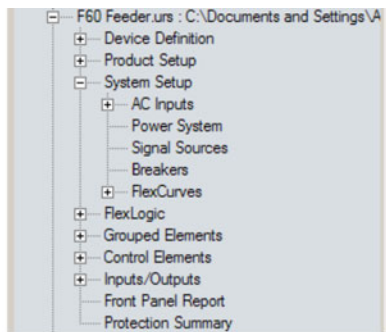 F60 Feeder.urs : C:\Documents and Settings\A
Device Definition
Product Setup
System Setup
AC Inputs
Power System
Signal Sources
Breakers
FlexCurves
FlexLogic
Grouped Elements
Control Elements
Inputs/Outputs
Front Panel Report
Protection Summary